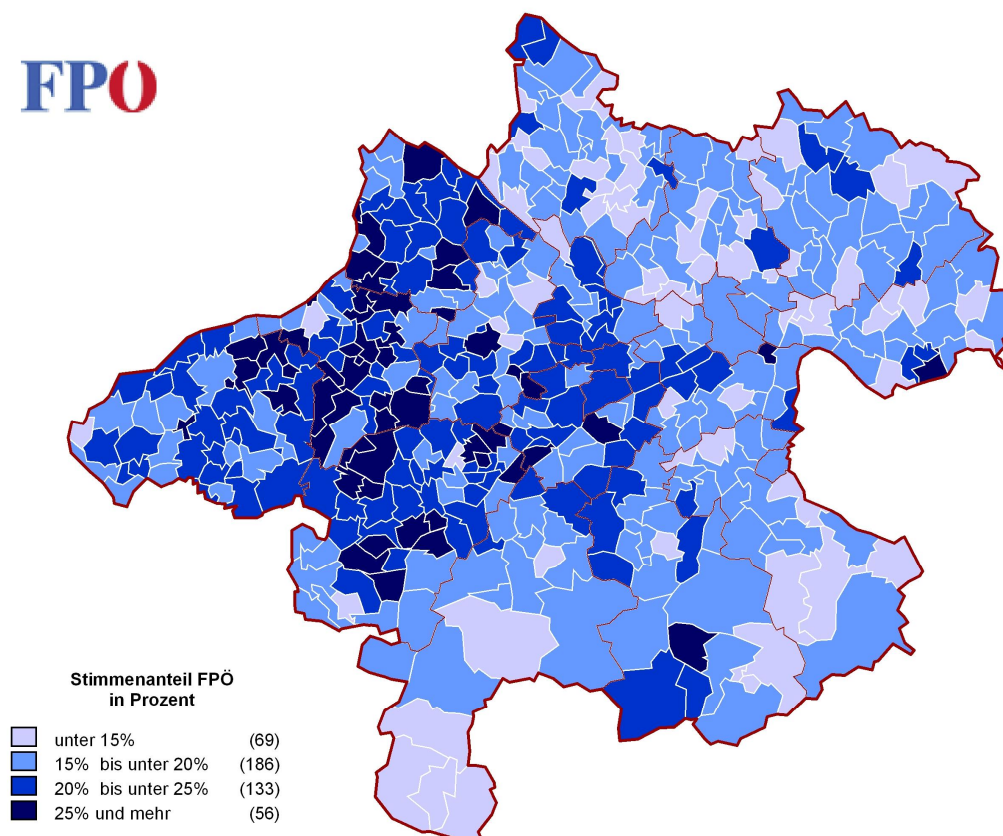 FPÖ
Stimmenanteil FPÖ
in Prozent
unter 15% (69)
15% bis unter 20% (186)
20% bis unter 25% (133)
25% und mehr (56)